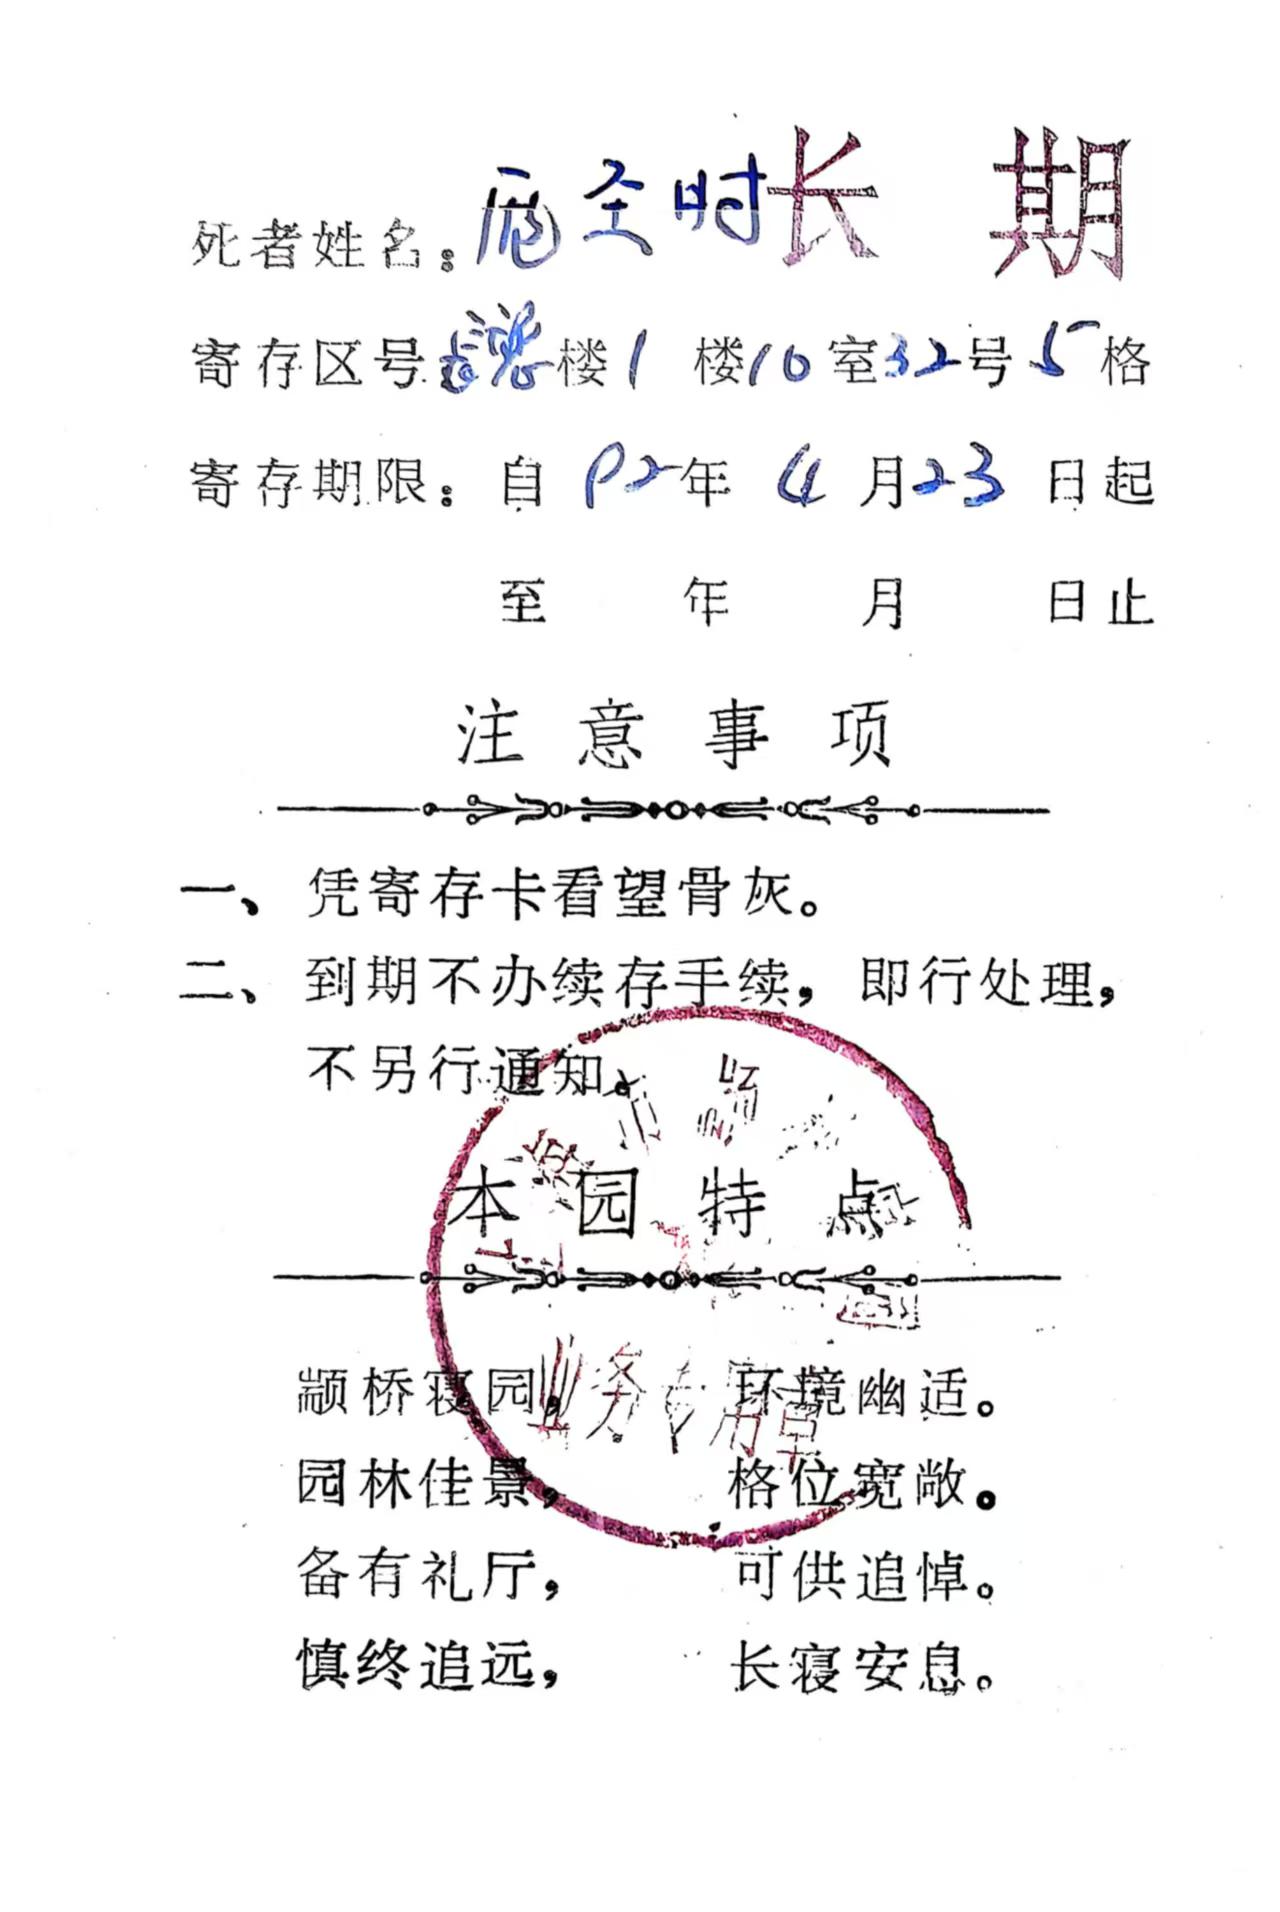 死者姓名：圣时 长期
寄存区号 楼1楼10室32号5格
寄存期限：自92年4月23日起
至 年 月 日止
注意事项
一、凭寄存卡看望骨灰。
二、到期不办续存手续，即行处理，
不另行通知。
本园特点
业务专用章
颛桥寝园， 环境幽适。
园林佳景， 格位宽敞。
备有礼厅， 可供追悼。
慎终追远， 长寝安息。